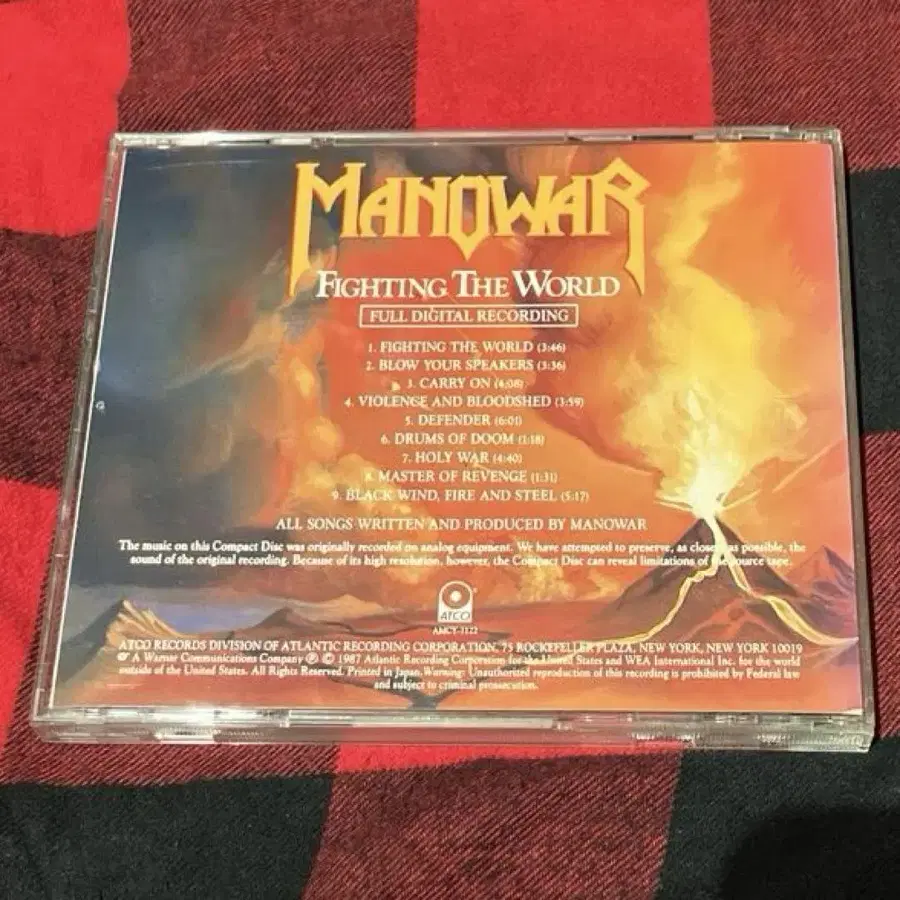 MANOWAR
FIGHTING THE WORLD
FULL DIGITAL RECORDING
1. FIGHTING THE WORLD (3:46)
2. BLOW YOUR SPEAKERS (3:36)
3. CARRY ON (4:08)
4. VIOLENCE AND BLOODSHED (3:59)
5. DEFENDER (6:01)
6. DRUMS OF DOOM (1:18)
7. HOLY WAR (4:40)
8. MASTER OF REVENGE (1:31)
9. BLACK WIND, FIRE AND STEEL (5:17)
ALL SONGS WRITTEN AND PRODUCED BY MANOWAR
The music on this Compact Disc was originally recorded on analog equipment. We have attempted to preserve, as closely as possible, the
sound of the original recording. Because of its high resolution, however, the Compact Disc can reveal limitations of the source tape.
ATCO
AMCY-3122
ATCO RECORDS DIVISION OF ATLANTIC RECORDING CORPORATION, 75 ROCKEFELLER PLAZA, NEW YORK, NEW YORK 10019
A Warner Communications Company ℗ © 1987 Atlantic Recording Corporation for the United States and WEA International Inc. for the world
outside of the United States. All Rights Reserved. Printed in Japan. Warning: Unauthorized reproduction of this recording is prohibited by Federal law
and subject to criminal prosecution.